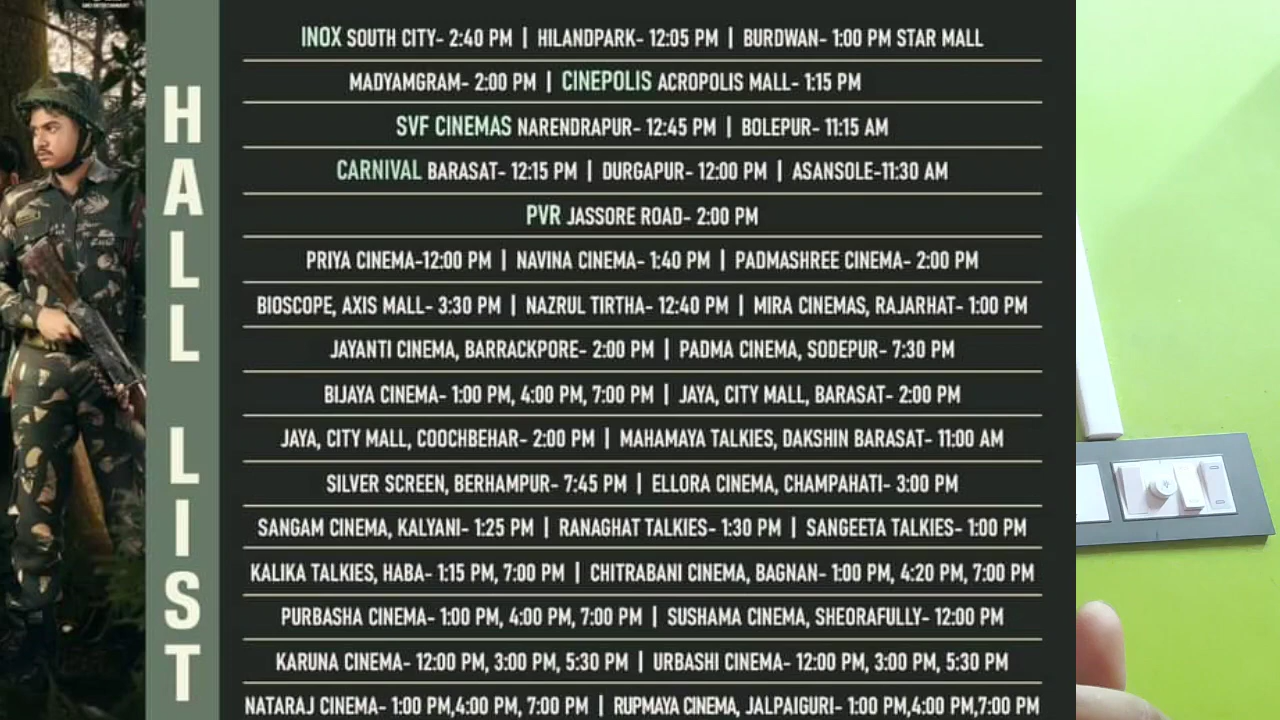 HALL LIST
INOX SOUTH CITY- 2:40 PM | HILANDPARK- 12:05 PM | BURDWAN- 1:00 PM STAR MALL
MADYAMGRAM- 2:00 PM | CINEPOLIS ACROPOLIS MALL- 1:15 PM
SVF CINEMAS NARENDRAPUR- 12:45 PM | BOLEPUR- 11:15 AM
CARNIVAL BARASAT- 12:15 PM | DURGAPUR- 12:00 PM | ASANSOLE-11:30 AM
PVR JASSORE ROAD- 2:00 PM
PRIYA CINEMA-12:00 PM | NAVINA CINEMA- 1:40 PM | PADMASHREE CINEMA- 2:00 PM
BIOSCOPE, AXIS MALL- 3:30 PM | NAZRUL TIRTHA- 12:40 PM | MIRA CINEMAS, RAJARHAT- 1:00 PM
JAYANTI CINEMA, BARRACKPORE- 2:00 PM | PADMA CINEMA, SODEPUR- 7:30 PM
BIJAYA CINEMA- 1:00 PM, 4:00 PM, 7:00 PM | JAYA, CITY MALL, BARASAT- 2:00 PM
JAYA, CITY MALL, COOCHBEHAR- 2:00 PM | MAHAMAYA TALKIES, DAKSHIN BARASAT- 11:00 AM
SILVER SCREEN, BERHAMPUR- 7:45 PM | ELLORA CINEMA, CHAMPAHATI- 3:00 PM
SANGAM CINEMA, KALYANI- 1:25 PM | RANAGHAT TALKIES- 1:30 PM | SANGEETA TALKIES- 1:00 PM
KALIKA TALKIES, HABA- 1:15 PM, 7:00 PM | CHITRABANI CINEMA, BAGNAN- 1:00 PM, 4:20 PM, 7:00 PM
PURBASHA CINEMA- 1:00 PM, 4:00 PM, 7:00 PM | SUSHAMA CINEMA, SHEORAFULLY- 12:00 PM
KARUNA CINEMA- 12:00 PM, 3:00 PM, 5:30 PM | URBASHI CINEMA- 12:00 PM, 3:00 PM, 5:30 PM
NATARAJ CINEMA- 1:00 PM,4:00 PM, 7:00 PM | RUPMAYA CINEMA, JALPAIGURI- 1:00 PM,4:00 PM,7:00 PM